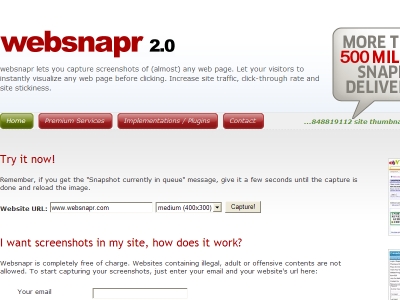 websnapr 2.0
websnapr lets you capture screenshots of (almost) any web page. Let your visitors to
instantly visualize any web page before clicking. Increase site traffic, click-through rate and
site stickiness.
MORE T
500 MIL
SNAP
DELIVE
Home
Premium Services
Implementations / Plugins
Contact
...848819112 site thumbna
Try it now!
Remember, if you get the "Snapshot currently in queue" message, give it a few seconds until the capture is
done and reload the image.
Website URL: www.websnapr.com medium (400x300) Capture!
I want screenshots in my site, how does it work?
Websnapr is completely free of charge. Websites containing illegal, adult or offensive contents are not
allowed. To start capturing your screenshots, just enter your email and your website's url here:
Your email